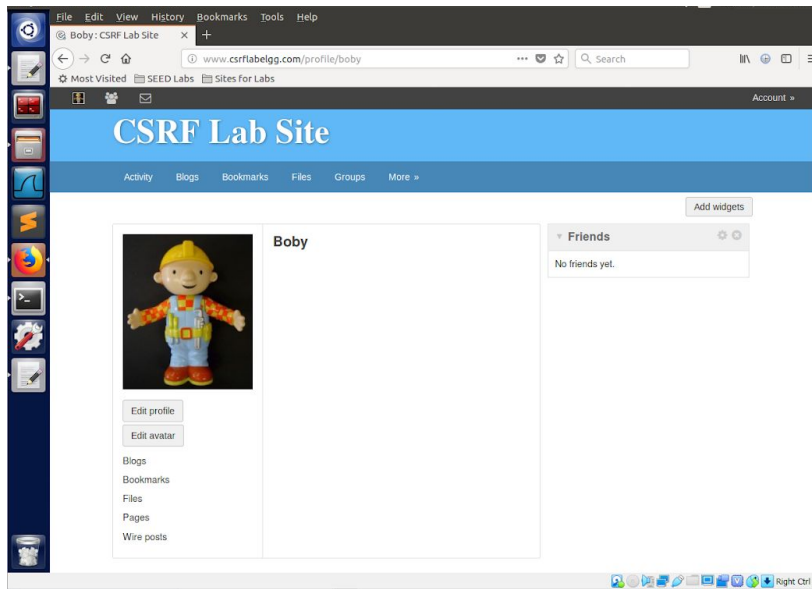 File Edit View History Bookmarks Tools Help
Boby : CSRF Lab Site
www.csrflabelgg.com/profile/boby
Search
Most Visited SEED Labs Sites for Labs
Account »
CSRF Lab Site
Activity Blogs Bookmarks Files Groups More »
Add widgets
Boby
Friends
No friends yet.
Edit profile
Edit avatar
Blogs
Bookmarks
Files
Pages
Wire posts
Right Ctrl